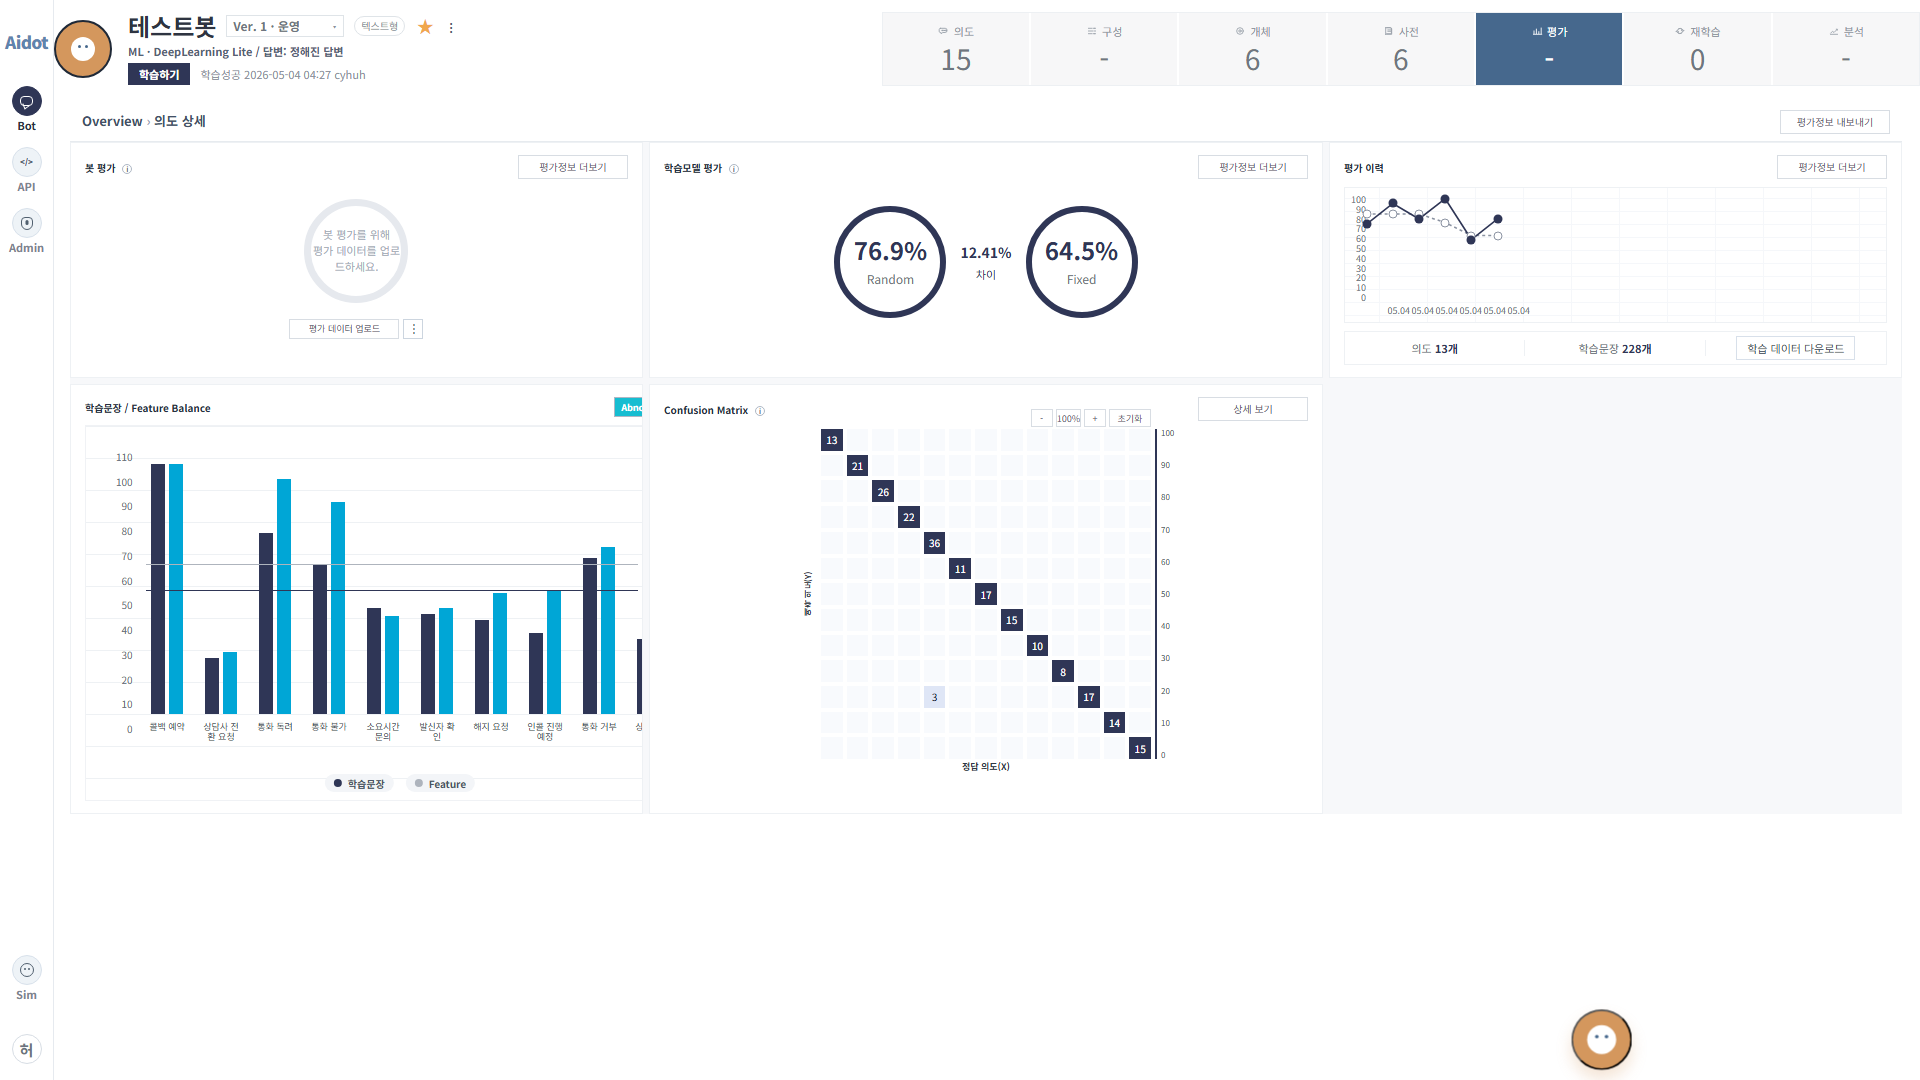 Aidot
테스트봇
Ver. 1 · 운영
텍스트형
ML · DeepLearning Lite / 답변: 정해진 답변
학습하기
학습성공 2026-05-04 04:27 cyhuh
의도
15
구성
-
개체
6
사전
6
평가
-
재학습
0
분석
-
Bot
</>
API
Admin
Sim
허
Overview › 의도 상세
평가정보 내보내기
봇 평가
평가정보 더보기
봇 평가를 위해
평가 데이터를 업로
드하세요.
평가 데이터 업로드
학습모델 평가
평가정보 더보기
76.9%
Random
12.41%
차이
64.5%
Fixed
평가 이력
평가정보 더보기
100
90
80
70
60
50
40
30
20
10
0
05.04 05.04 05.04 05.04 05.04 05.04
의도 13개
학습문장 228개
학습 데이터 다운로드
학습문장 / Feature Balance
110
100
90
80
70
60
50
40
30
20
10
0
콜백 예약
상담사 전
환 요청
통화 독려
통화 불가
소요시간
문의
발신자 확
인
해지 요청
인콜 진행
예정
통화 거부
학습문장
Feature
Confusion Matrix
-
100%
+
초기화
상세 보기
13
21
26
22
36
11
17
15
10
8
3
17
14
15
100
90
80
70
60
50
40
30
20
10
0
정답 의도(X)